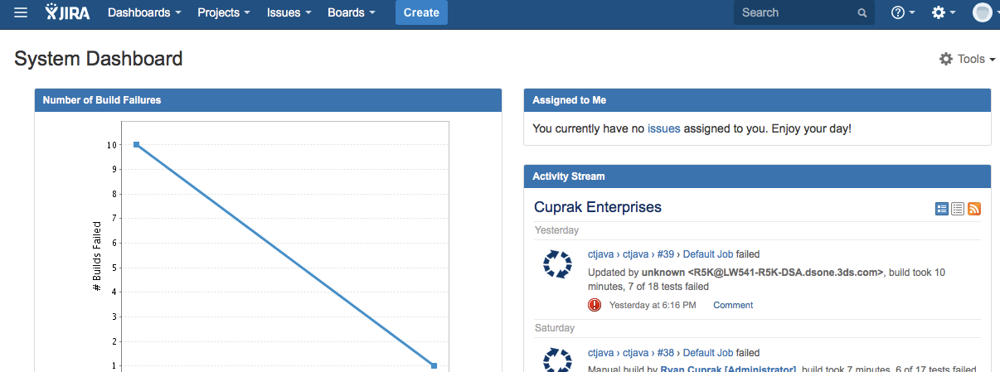 JIRA Dashboards Projects Issues Boards Create Search
System Dashboard
Tools
Number of Build Failures
10
9
8
7
6
5
4
3
2
1
# Builds Failed
Assigned to Me
You currently have no issues assigned to you. Enjoy your day!
Activity Stream
Cuprak Enterprises
Yesterday
ctjava › ctjava › #39 › Default Job failed
Updated by unknown <R5K@LW541-R5K-DSA.dsone.3ds.com>, build took 10
minutes, 7 of 18 tests failed
Yesterday at 6:16 PM Comment
Saturday
ctjava › ctjava › #38 › Default Job failed
Manual build by Ryan Cuprak [Administrator], build took 7 minutes, 6 of 17 tests failed